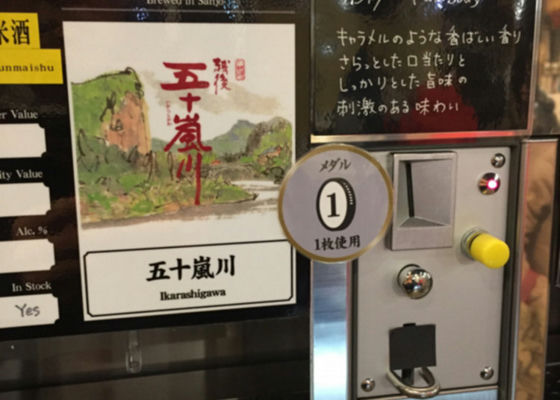 Brewed in Sanjo
米酒
unmaishu
er Value
ity Value
Alc. %
In Stock
Yes
越後
五十嵐川
五十嵐川
Ikarashigawa
キャラメルのような香ばしい香り
さらっとした口当たりと
しっかりとした旨味の
刺激のある味わい
メダル
1
1枚使用